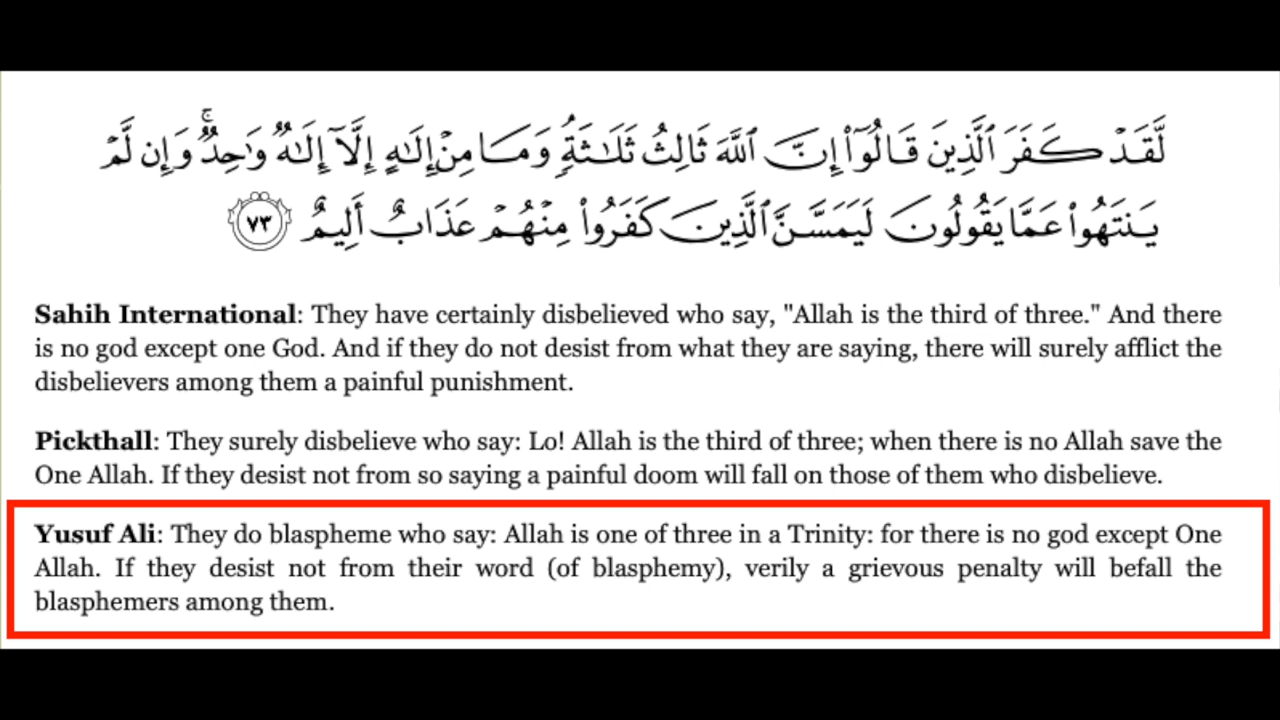 لَّقَدْ كَفَرَ ٱلَّذِينَ قَالُوٓا۟ إِنَّ ٱللَّهَ ثَالِثُ ثَلَـٰثَةٍۢ ۘ وَمَا مِنْ إِلَـٰهٍ إِلَّآ إِلَـٰهٌۭ وَٰحِدٌۭ ۚ وَإِن لَّمْ
يَنتَهُوا۟ عَمَّا يَقُولُونَ لَيَمَسَّنَّ ٱلَّذِينَ كَفَرُوا۟ مِنْهُمْ عَذَابٌ أَلِيمٌ ٧٣
Sahih International: They have certainly disbelieved who say, "Allah is the third of three." And there
is no god except one God. And if they do not desist from what they are saying, there will surely afflict the
disbelievers among them a painful punishment.
Pickthall: They surely disbelieve who say: Lo! Allah is the third of three; when there is no Allah save the
One Allah. If they desist not from so saying a painful doom will fall on those of them who disbelieve.
Yusuf Ali: They do blaspheme who say: Allah is one of three in a Trinity: for there is no god except One
Allah. If they desist not from their word (of blasphemy), verily a grievous penalty will befall the
blasphemers among them.